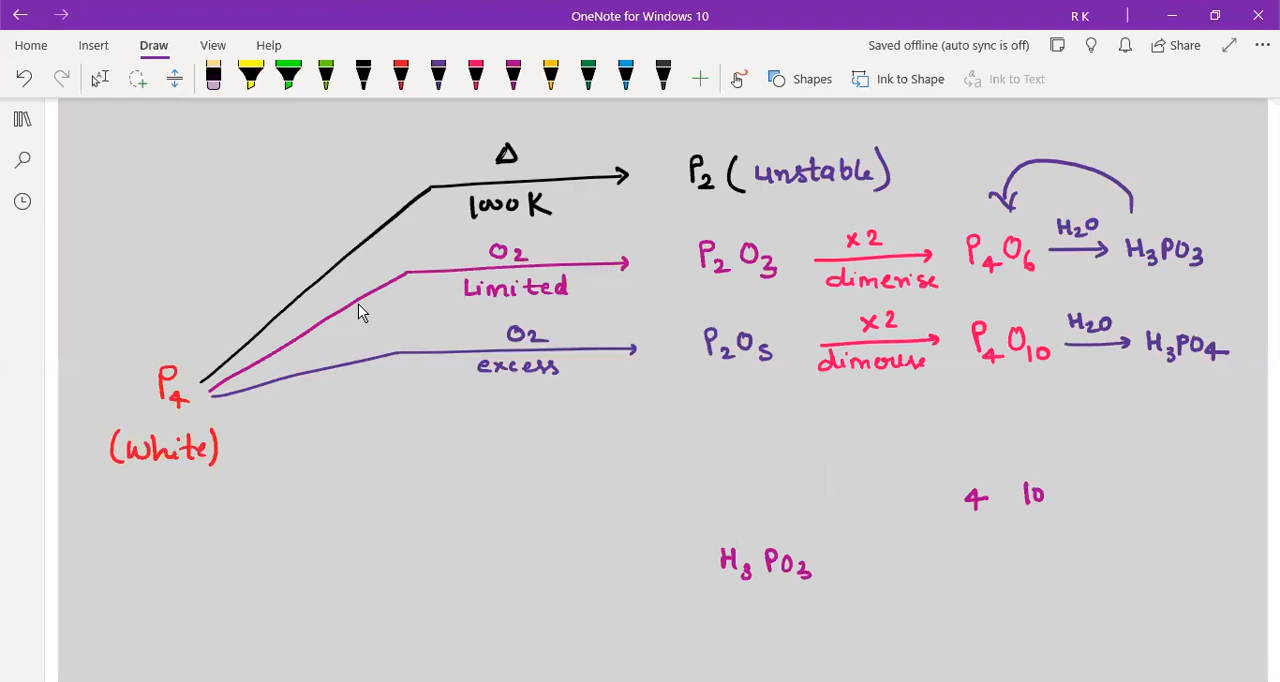 OneNote for Windows 10
R K
Home Insert Draw View Help
Saved offline (auto sync is off)
Share
Shapes
Ink to Shape
Ink to Text
Δ
1000 K
P2 (unstable)
O2
Limited
P2O3
x2
dimerise
P4O6
H2O
H3PO3
O2
excess
P2O5
x2
dimerise
P4O10
H2O
H3PO4
P4
(White)
4 10
H3PO3